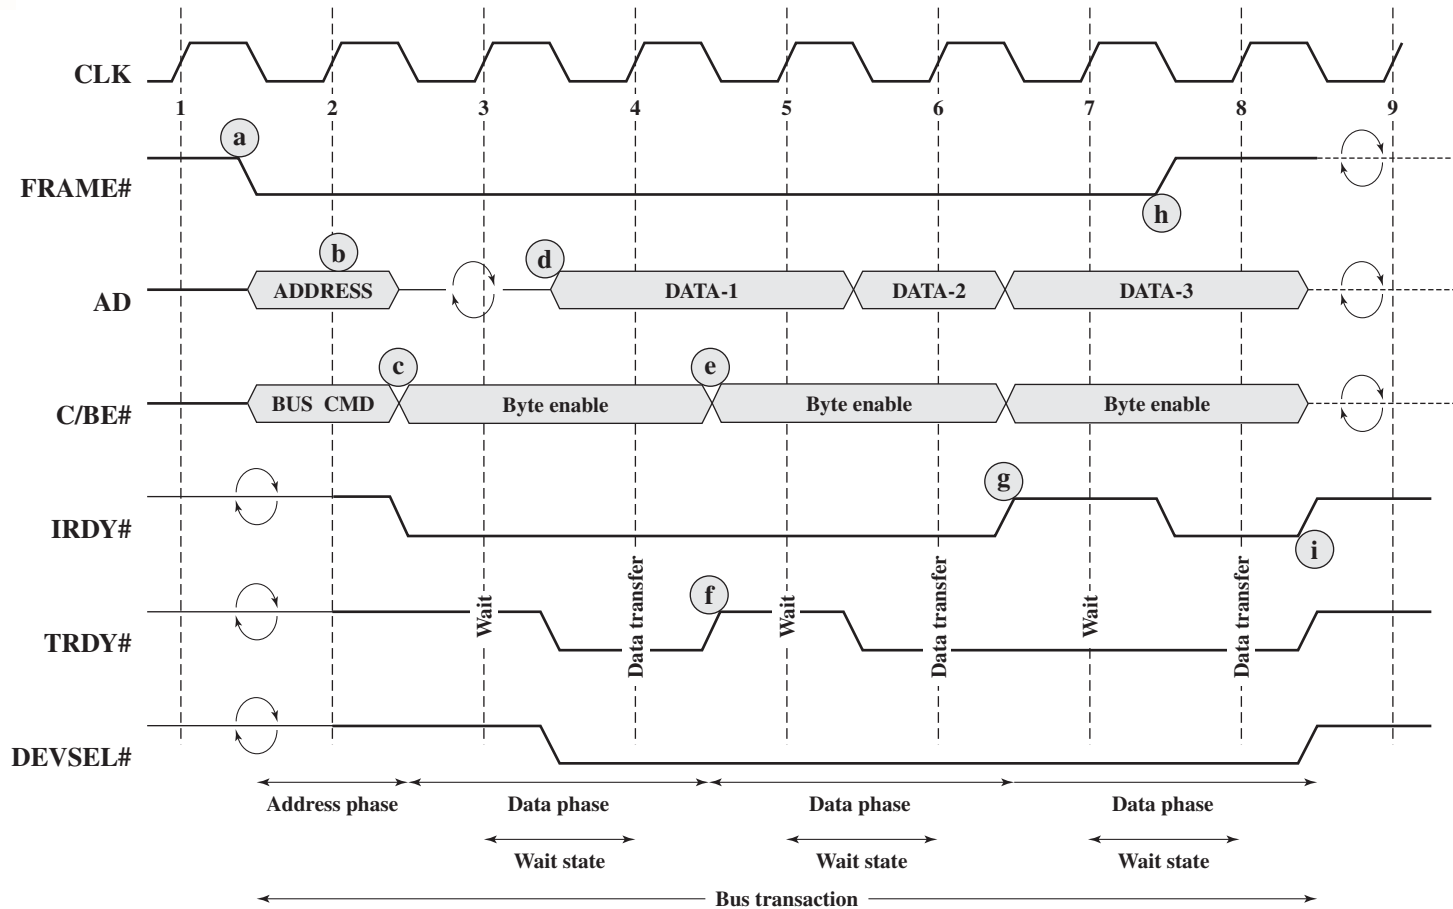 CLK
1 2 3 4 5 6 7 8 9
a
FRAME#
h
b
d
ADDRESS
DATA-1
DATA-2
DATA-3
AD
c
e
BUS CMD
Byte enable
Byte enable
Byte enable
C/BE#
g
IRDY#
i
f
Wait
Data transfer
Wait
Data transfer
Wait
Data transfer
TRDY#
DEVSEL#
Address phase
Data phase
Data phase
Data phase
Wait state
Wait state
Wait state
Bus transaction